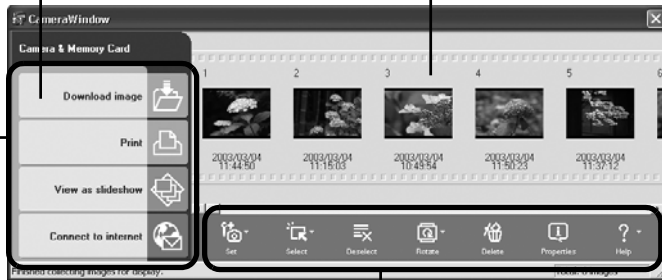 CameraWindow
Camera & Memory Card
Download image
Print
View as slideshow
Connect to internet
1 2 3 4 5 6
2003/03/04 2003/03/04 2003/03/04 2003/03/04 2003/03/04
11:44:50 11:15:03 10:49:54 11:50:23 11:37:12
Set Select Deselect Rotate Delete Properties Help
Finished collecting images for display.